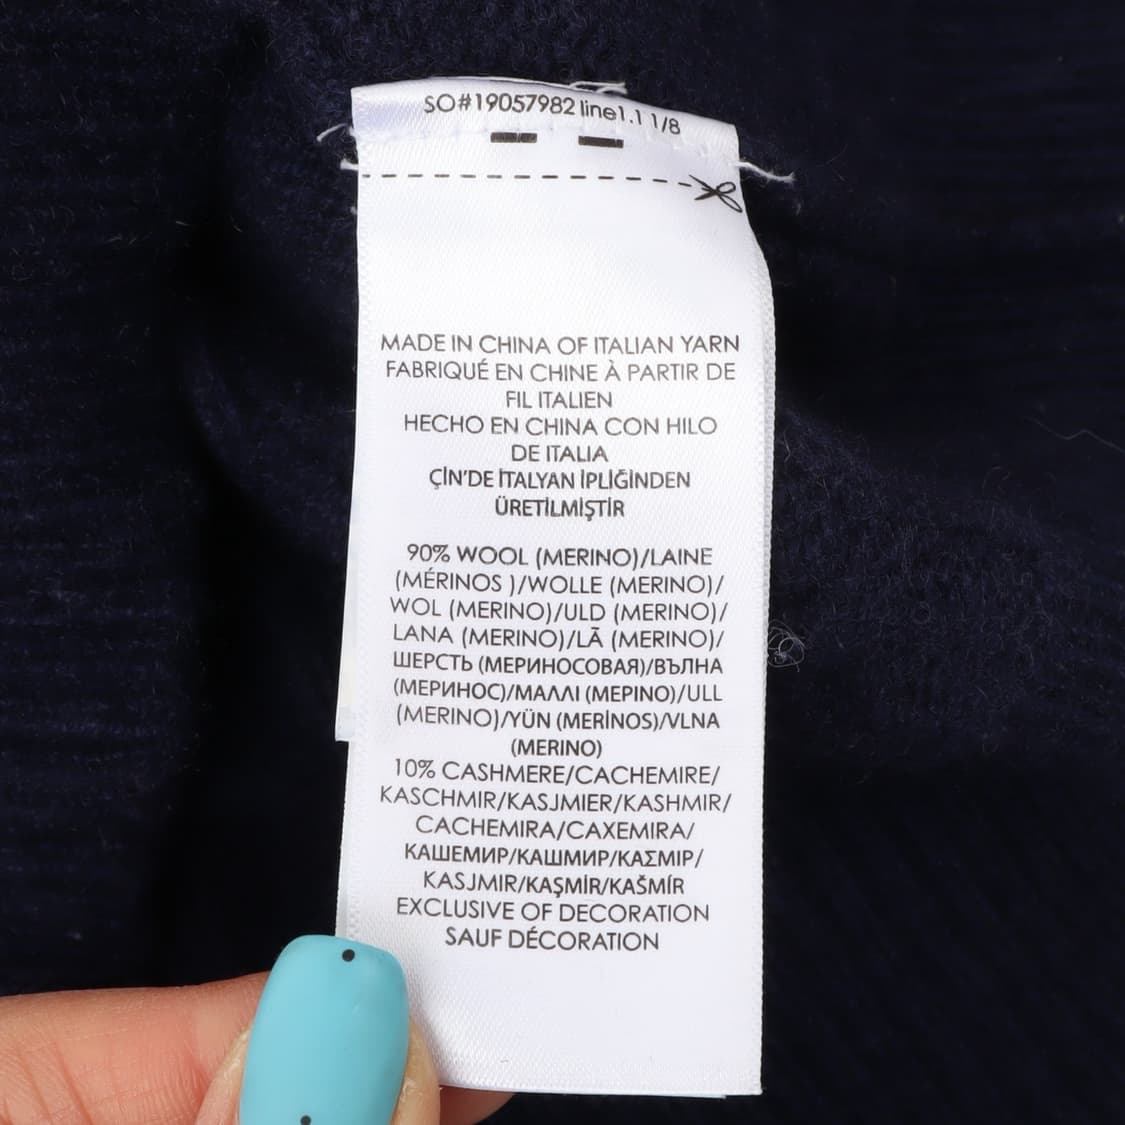 SO#19057982 line1.1 1/8
MADE IN CHINA OF ITALIAN YARN
FABRIQUÉ EN CHINE À PARTIR DE
FIL ITALIEN
HECHO EN CHINA CON HILO
DE ITALIA
ÇİN'DE İTALYAN İPLİĞİNDEN
ÜRETİLMİŞTİR
90% WOOL (MERINO)/LAINE
(MÉRINOS )/WOLLE (MERINO)/
WOL (MERINO)/ULD (MERINO)/
LANA (MERINO)/LÃ (MERINO)/
ШЕРСТЬ (МЕРИНОСОВАЯ)/ВЪЛНА
(МЕРИНОС)/ΜΑΛΛΙ (ΜΕΡΙΝΟ)/ULL
(MERINO)/YÜN (MERİNOS)/VLNA
(MERINO)
10% CASHMERE/CACHEMIRE/
KASCHMIR/KASJMIER/KASHMIR/
CACHEMIRA/CAXEMIRA/
КАШЕМИР/КАШМИР/ΚΑΣΜΙΡ/
KASJMIR/KAŞMİR/KAŠMÍR
EXCLUSIVE OF DECORATION
SAUF DÉCORATION